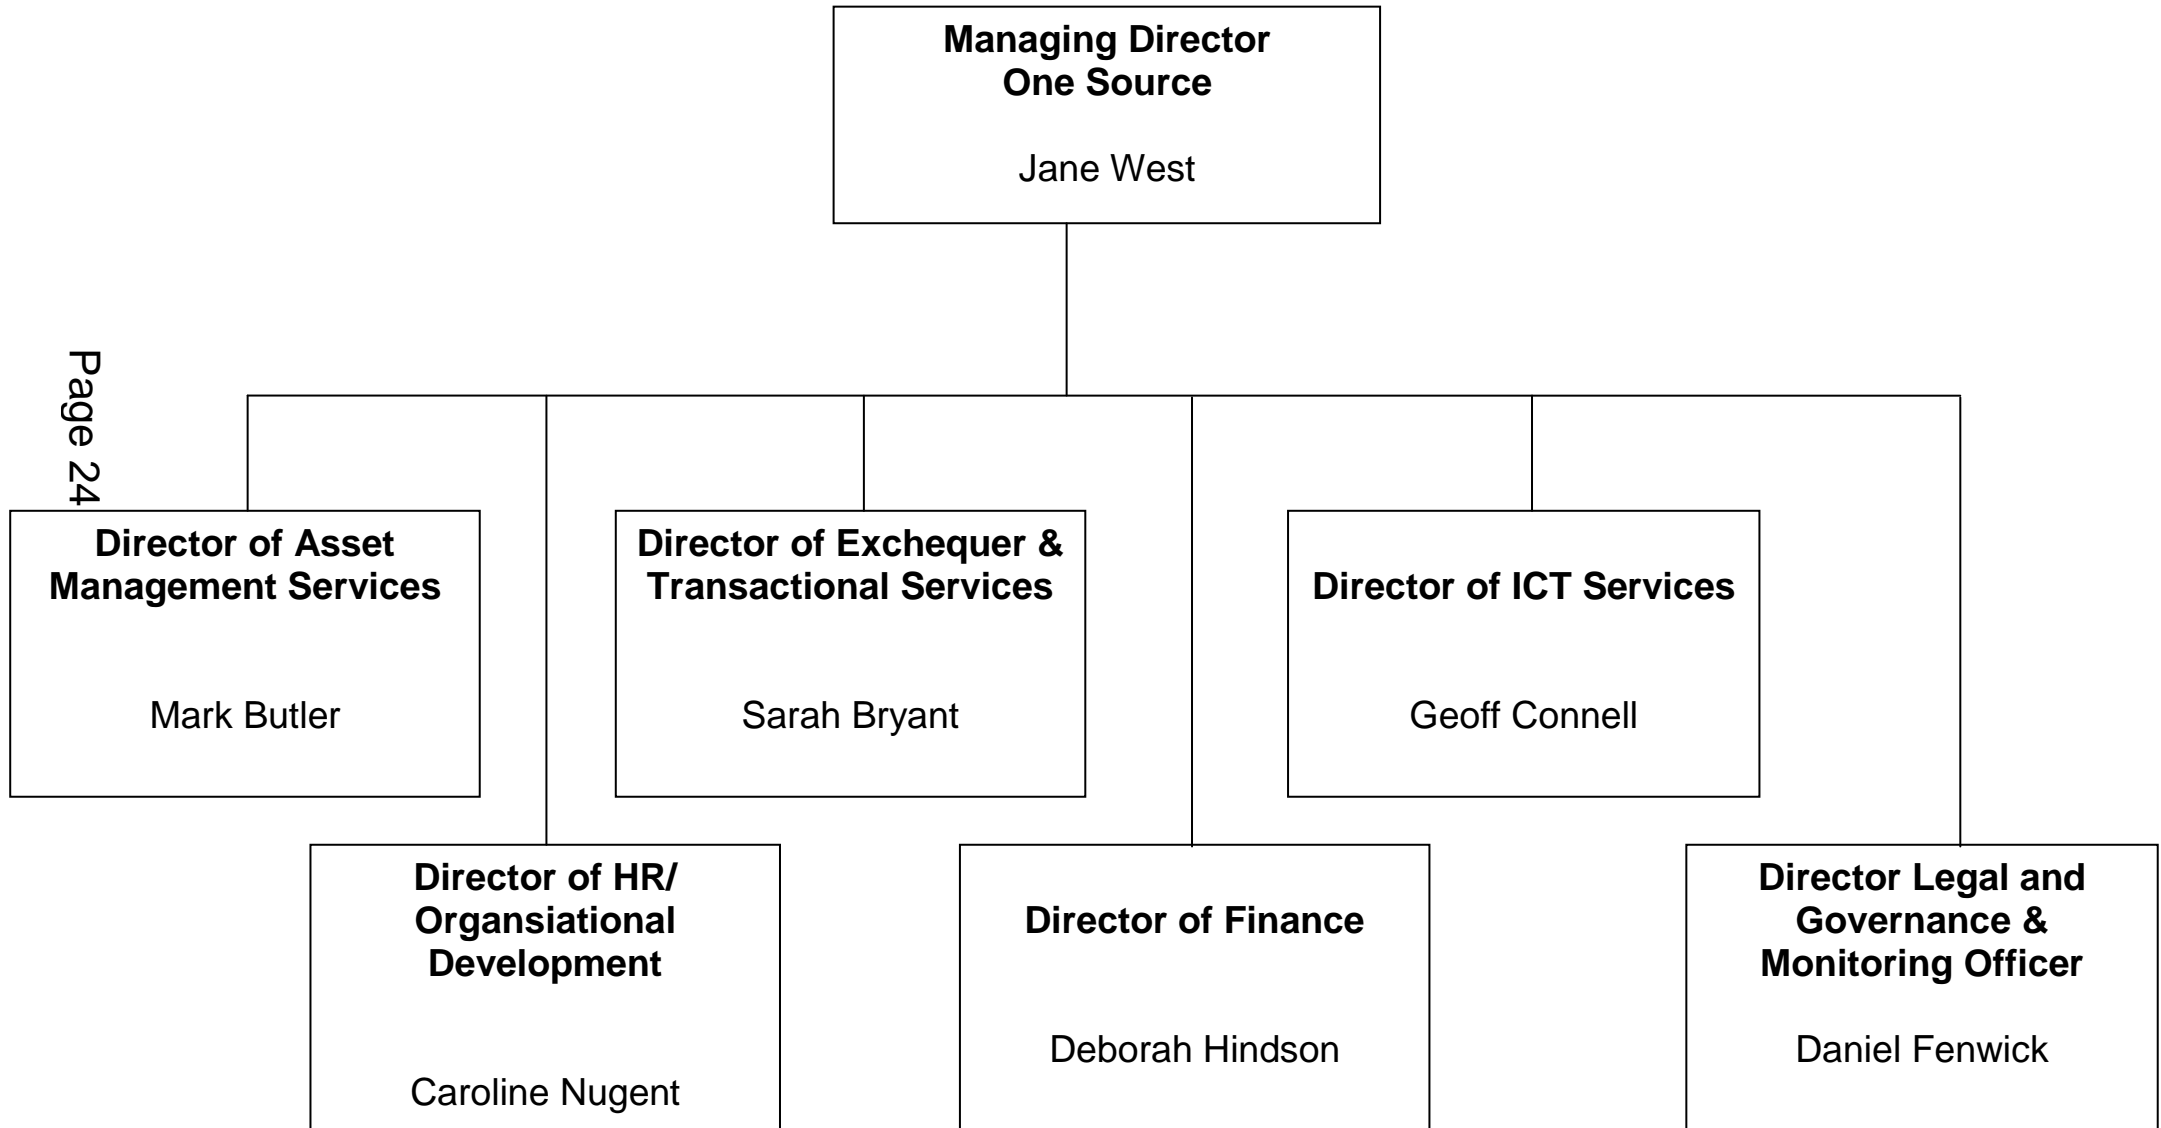 Managing Director
One Source
Jane West
Page 24
Director of Asset
Management Services
Mark Butler
Director of Exchequer &
Transactional Services
Sarah Bryant
Director of ICT Services
Geoff Connell
Director of HR/
Organsiational
Development
Caroline Nugent
Director of Finance
Deborah Hindson
Director Legal and
Governance &
Monitoring Officer
Daniel Fenwick